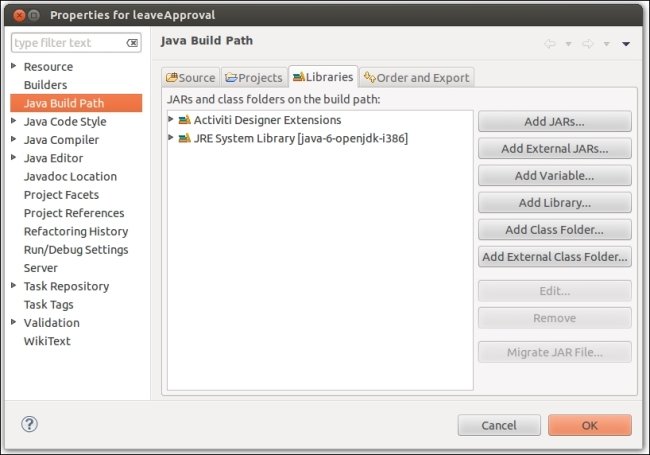 Properties for leaveApproval
type filter text
Resource
Builders
Java Build Path
Java Code Style
Java Compiler
Java Editor
Javadoc Location
Project Facets
Project References
Refactoring History
Run/Debug Settings
Server
Task Repository
Task Tags
Validation
WikiText
Java Build Path
Source Projects Libraries Order and Export
JARs and class folders on the build path:
Activiti Designer Extensions
JRE System Library [java-6-openjdk-i386]
Add JARs...
Add External JARs...
Add Variable...
Add Library...
Add Class Folder...
Add External Class Folder...
Edit...
Remove
Migrate JAR File...
?
Cancel
OK